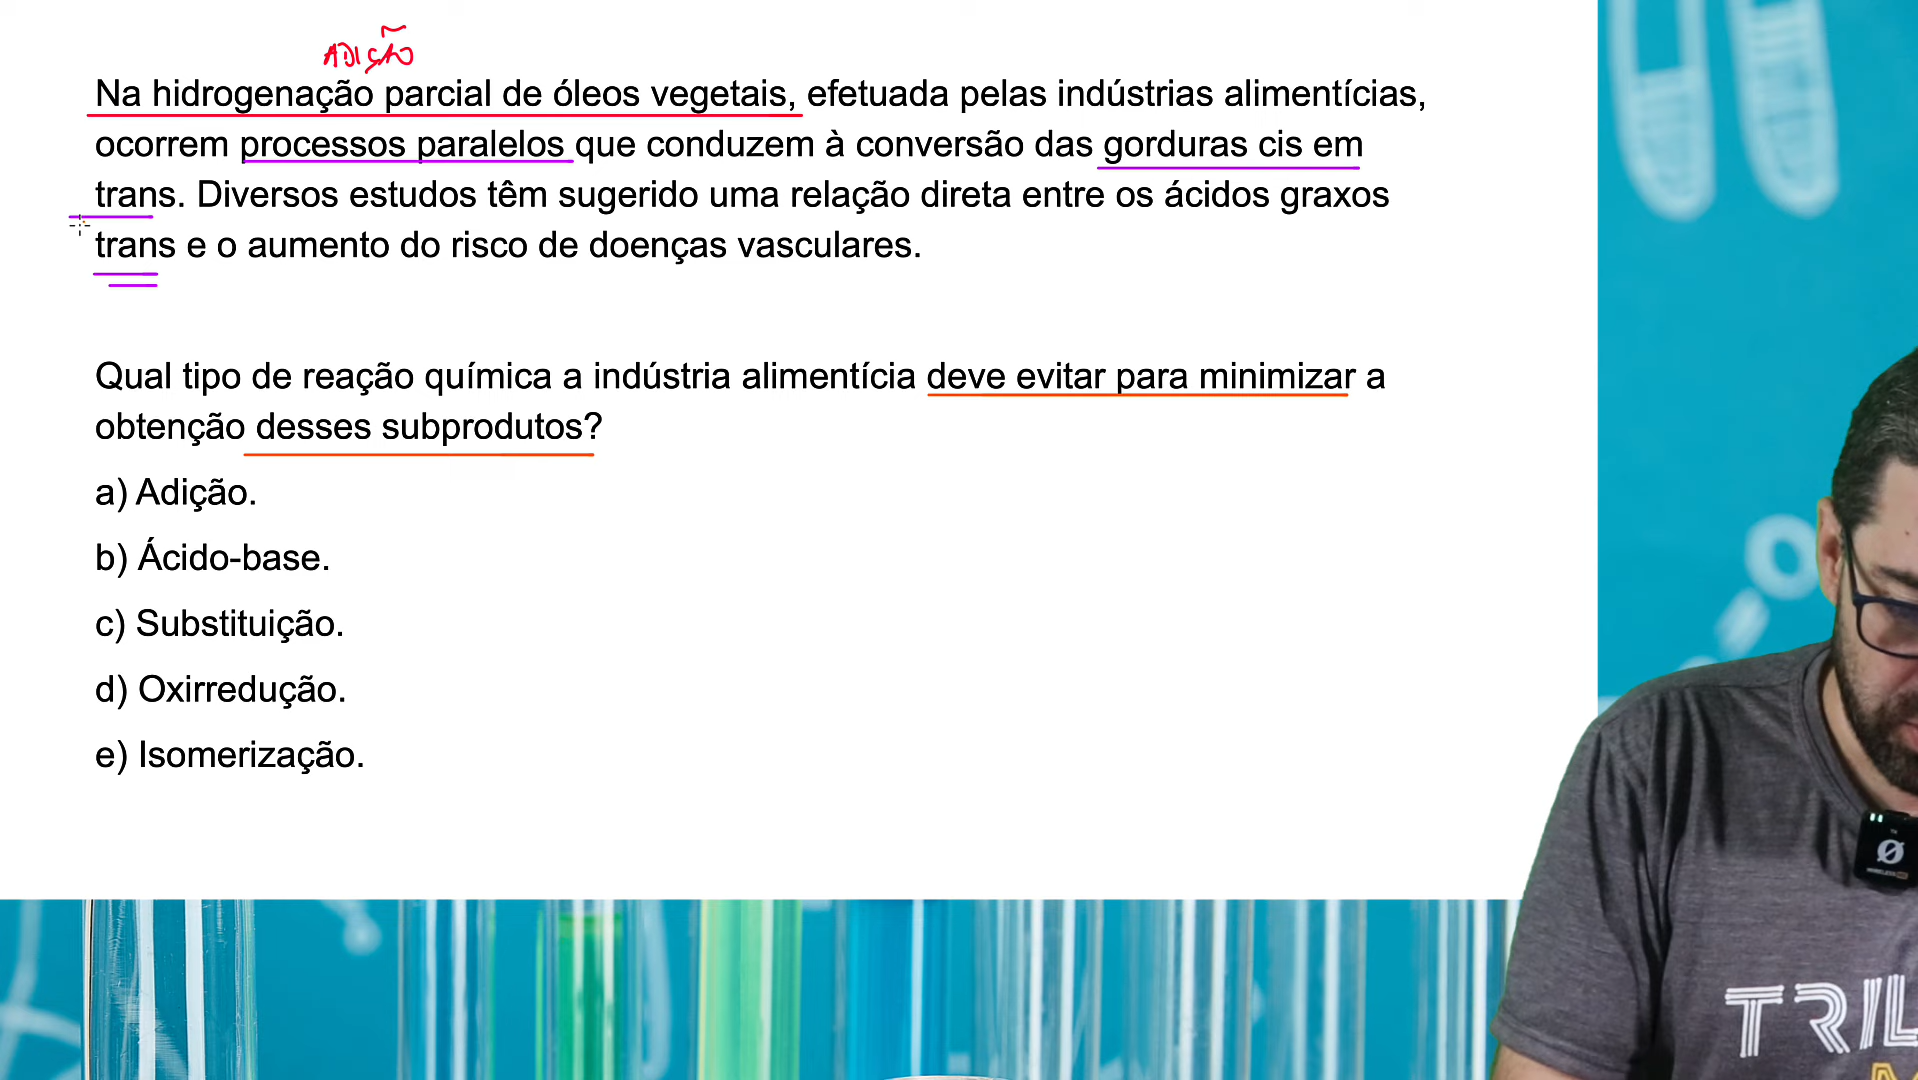 ADIÇÃO
Na hidrogenação parcial de óleos vegetais, efetuada pelas indústrias alimentícias,
ocorrem processos paralelos que conduzem à conversão das gorduras cis em
trans. Diversos estudos têm sugerido uma relação direta entre os ácidos graxos
trans e o aumento do risco de doenças vasculares.
Qual tipo de reação química a indústria alimentícia deve evitar para minimizar a
obtenção desses subprodutos?
a) Adição.
b) Ácido-base.
c) Substituição.
d) Oxirredução.
e) Isomerização.
TRIL